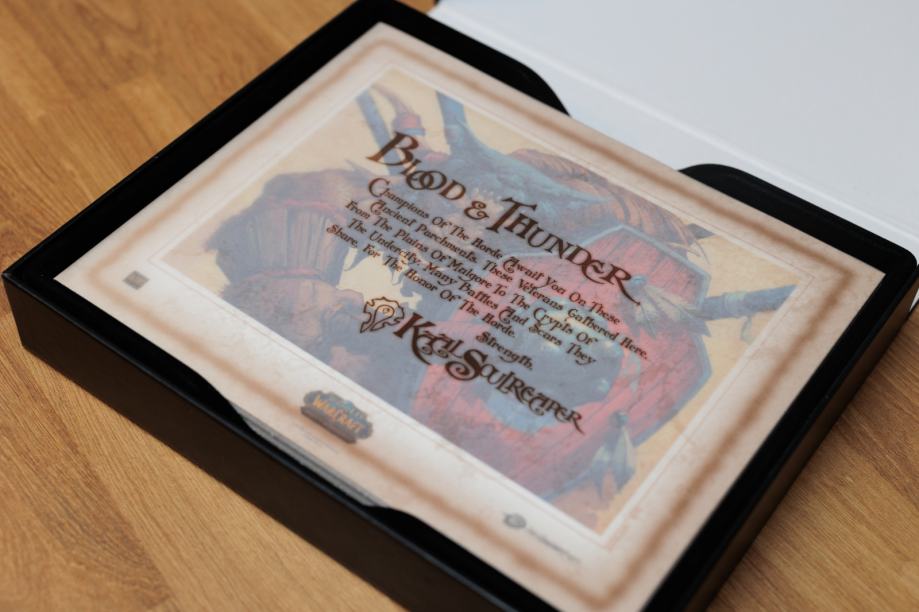 Blood & Thunder
Champions Of The Horde Await You On These
Ancient Parchments. These Veterans Gathered Here.
From The Plains Of Mulgore To The Crypts Of
The Undercity. Many Battles And Scars They
Share. For The Honor Of The Horde.
Strength.
Kael Soulreaper
WARCRAFT